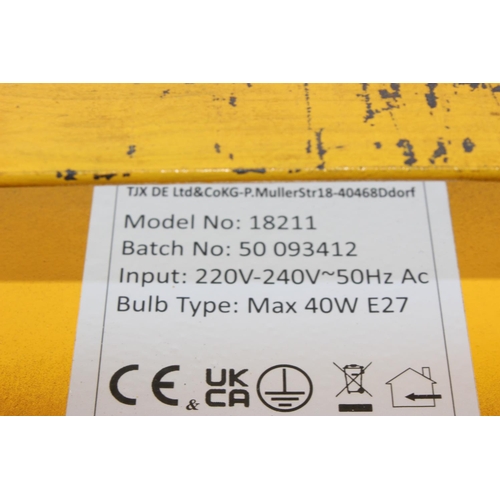 TJX DE Ltd&CoKG-P.MullerStr18-40468Ddorf
Model No: 18211
Batch No: 50 093412
Input: 220V-240V~50Hz Ac
Bulb Type: Max 40W E27
CE & UK CA